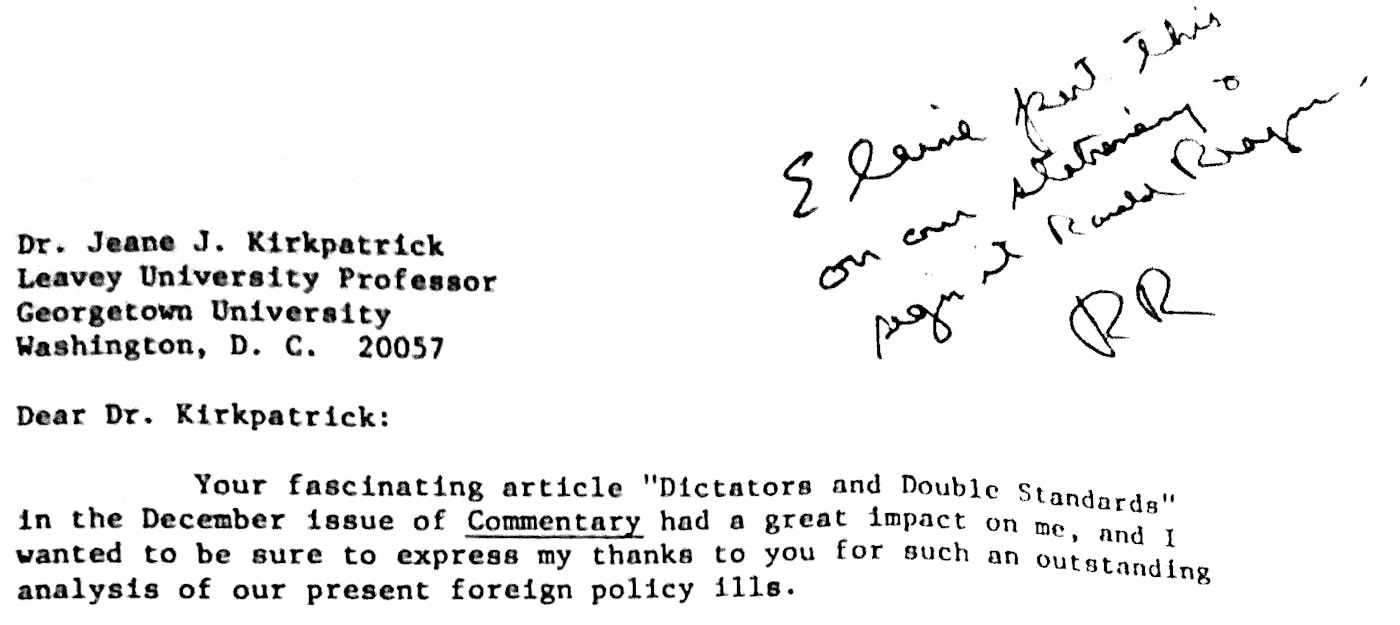 Elaine put this
on our stationary &
sign it Ronald Reagan.
RR
Dr. Jeane J. Kirkpatrick
Leavey University Professor
Georgetown University
Washington, D. C. 20057
Dear Dr. Kirkpatrick:
Your fascinating article "Dictators and Double Standards"
in the December issue of Commentary had a great impact on me, and I
wanted to be sure to express my thanks to you for such an outstanding
analysis of our present foreign policy ills.